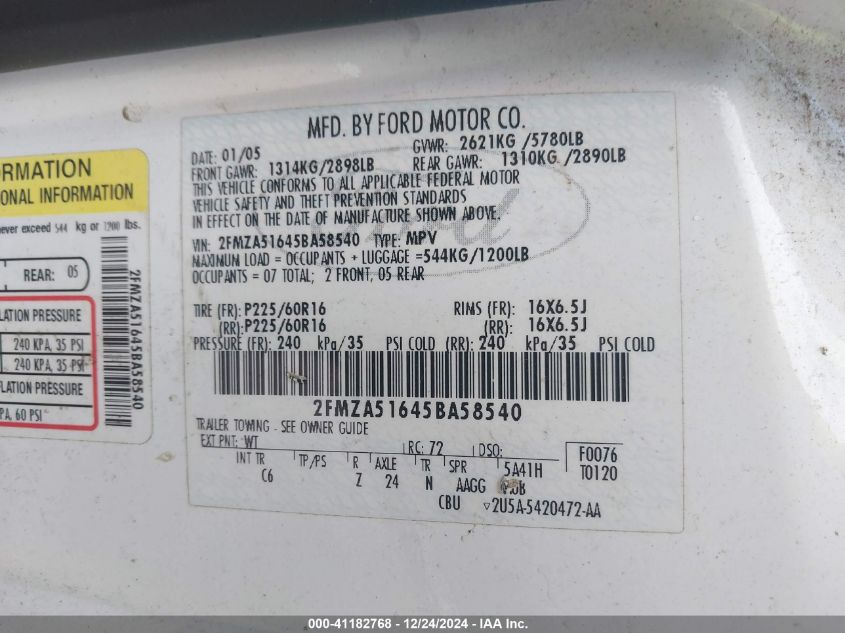 ORMATION
ONAL INFORMATION
never exceed 544 kg or 1200 lbs.
REAR: 05
LATION PRESSURE
240 KPA, 35 PSI
240 KPA, 35 PSI
LATION PRESSURE
PA, 60 PSI
2FMZA51645BA58540
MFD. BY FORD MOTOR CO.
DATE: 01/05 GVWR: 2621KG /5780LB
FRONT GAWR: 1314KG/2898LB REAR GAWR: 1310KG /2890LB
THIS VEHICLE CONFORMS TO ALL APPLICABLE FEDERAL MOTOR
VEHICLE SAFETY AND THEFT PREVENTION STANDARDS
IN EFFECT ON THE DATE OF MANUFACTURE SHOWN ABOVE.
VIN: 2FMZA51645BA58540 TYPE: MPV
MAXIMUM LOAD = OCCUPANTS + LUGGAGE =544KG/1200LB
OCCUPANTS = 07 TOTAL; 2 FRONT, 05 REAR
TIRE (FR): P225/60R16 RIMS (FR): 16X6.5J
(RR): P225/60R16 (RR): 16X6.5J
PRESSURE (FR): 240 kPa/35 PSI COLD (RR): 240 kPa/35 PSI COLD
2FMZA51645BA58540
TRAILER TOWING - SEE OWNER GUIDE
EXT PNT: WT RC: 72 DSO: F0076
INT TR TP/PS R AXLE TR SPR 5A41H T0120
C6 Z 24 N AAGG
CBU 2U5A-5420472-AA
Ford
000-41182768 - 12/24/2024 - IAA Inc.